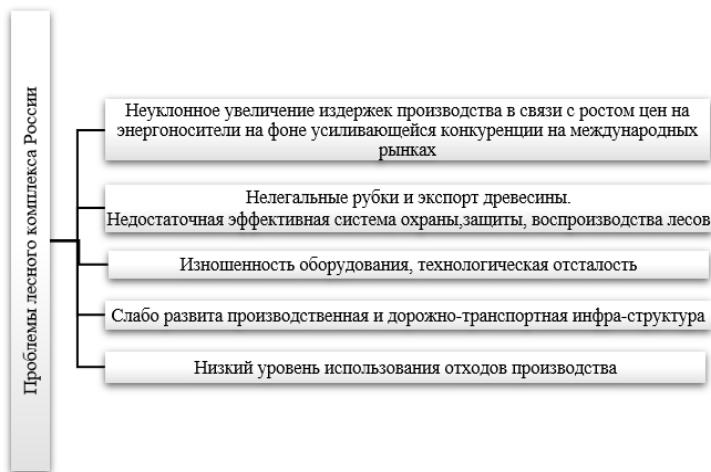 Проблемы лесного комплекса России
Неуклонное увеличение издержек производства в связи с ростом цен на
энергоносители на фоне усиливающейся конкуренции на международных
рынках
Нелегальные рубки и экспорт древесины.
Недостаточная эффективная система охраны,защиты, воспроизводства лесов
Изношенность оборудования, технологическая отсталость
Слабо развита производственная и дорожно-транспортная инфра-структура
Низкий уровень использования отходов производства